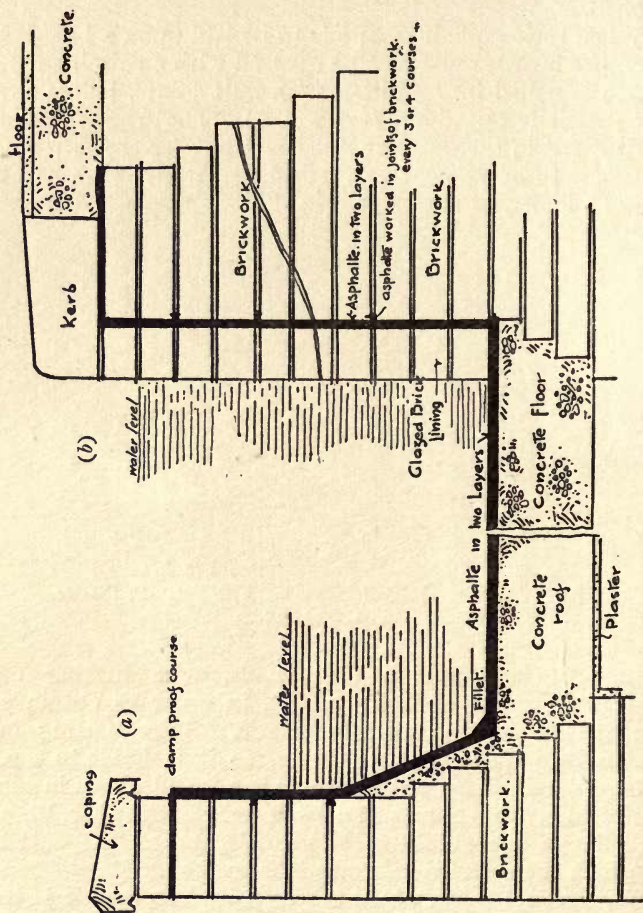 (a)
coping
damp proof course
water level
Fillet
Asphalte in two Layers
Brickwork
Concrete
roof
Plaster
(b)
floor
Concrete.
Kerb
water level
Brickwork
Asphalte in two layers
asphalte worked in joints of brickwork.
every 3 or 4 courses
Brickwork
Glazed Brick
lining
Concrete Floor